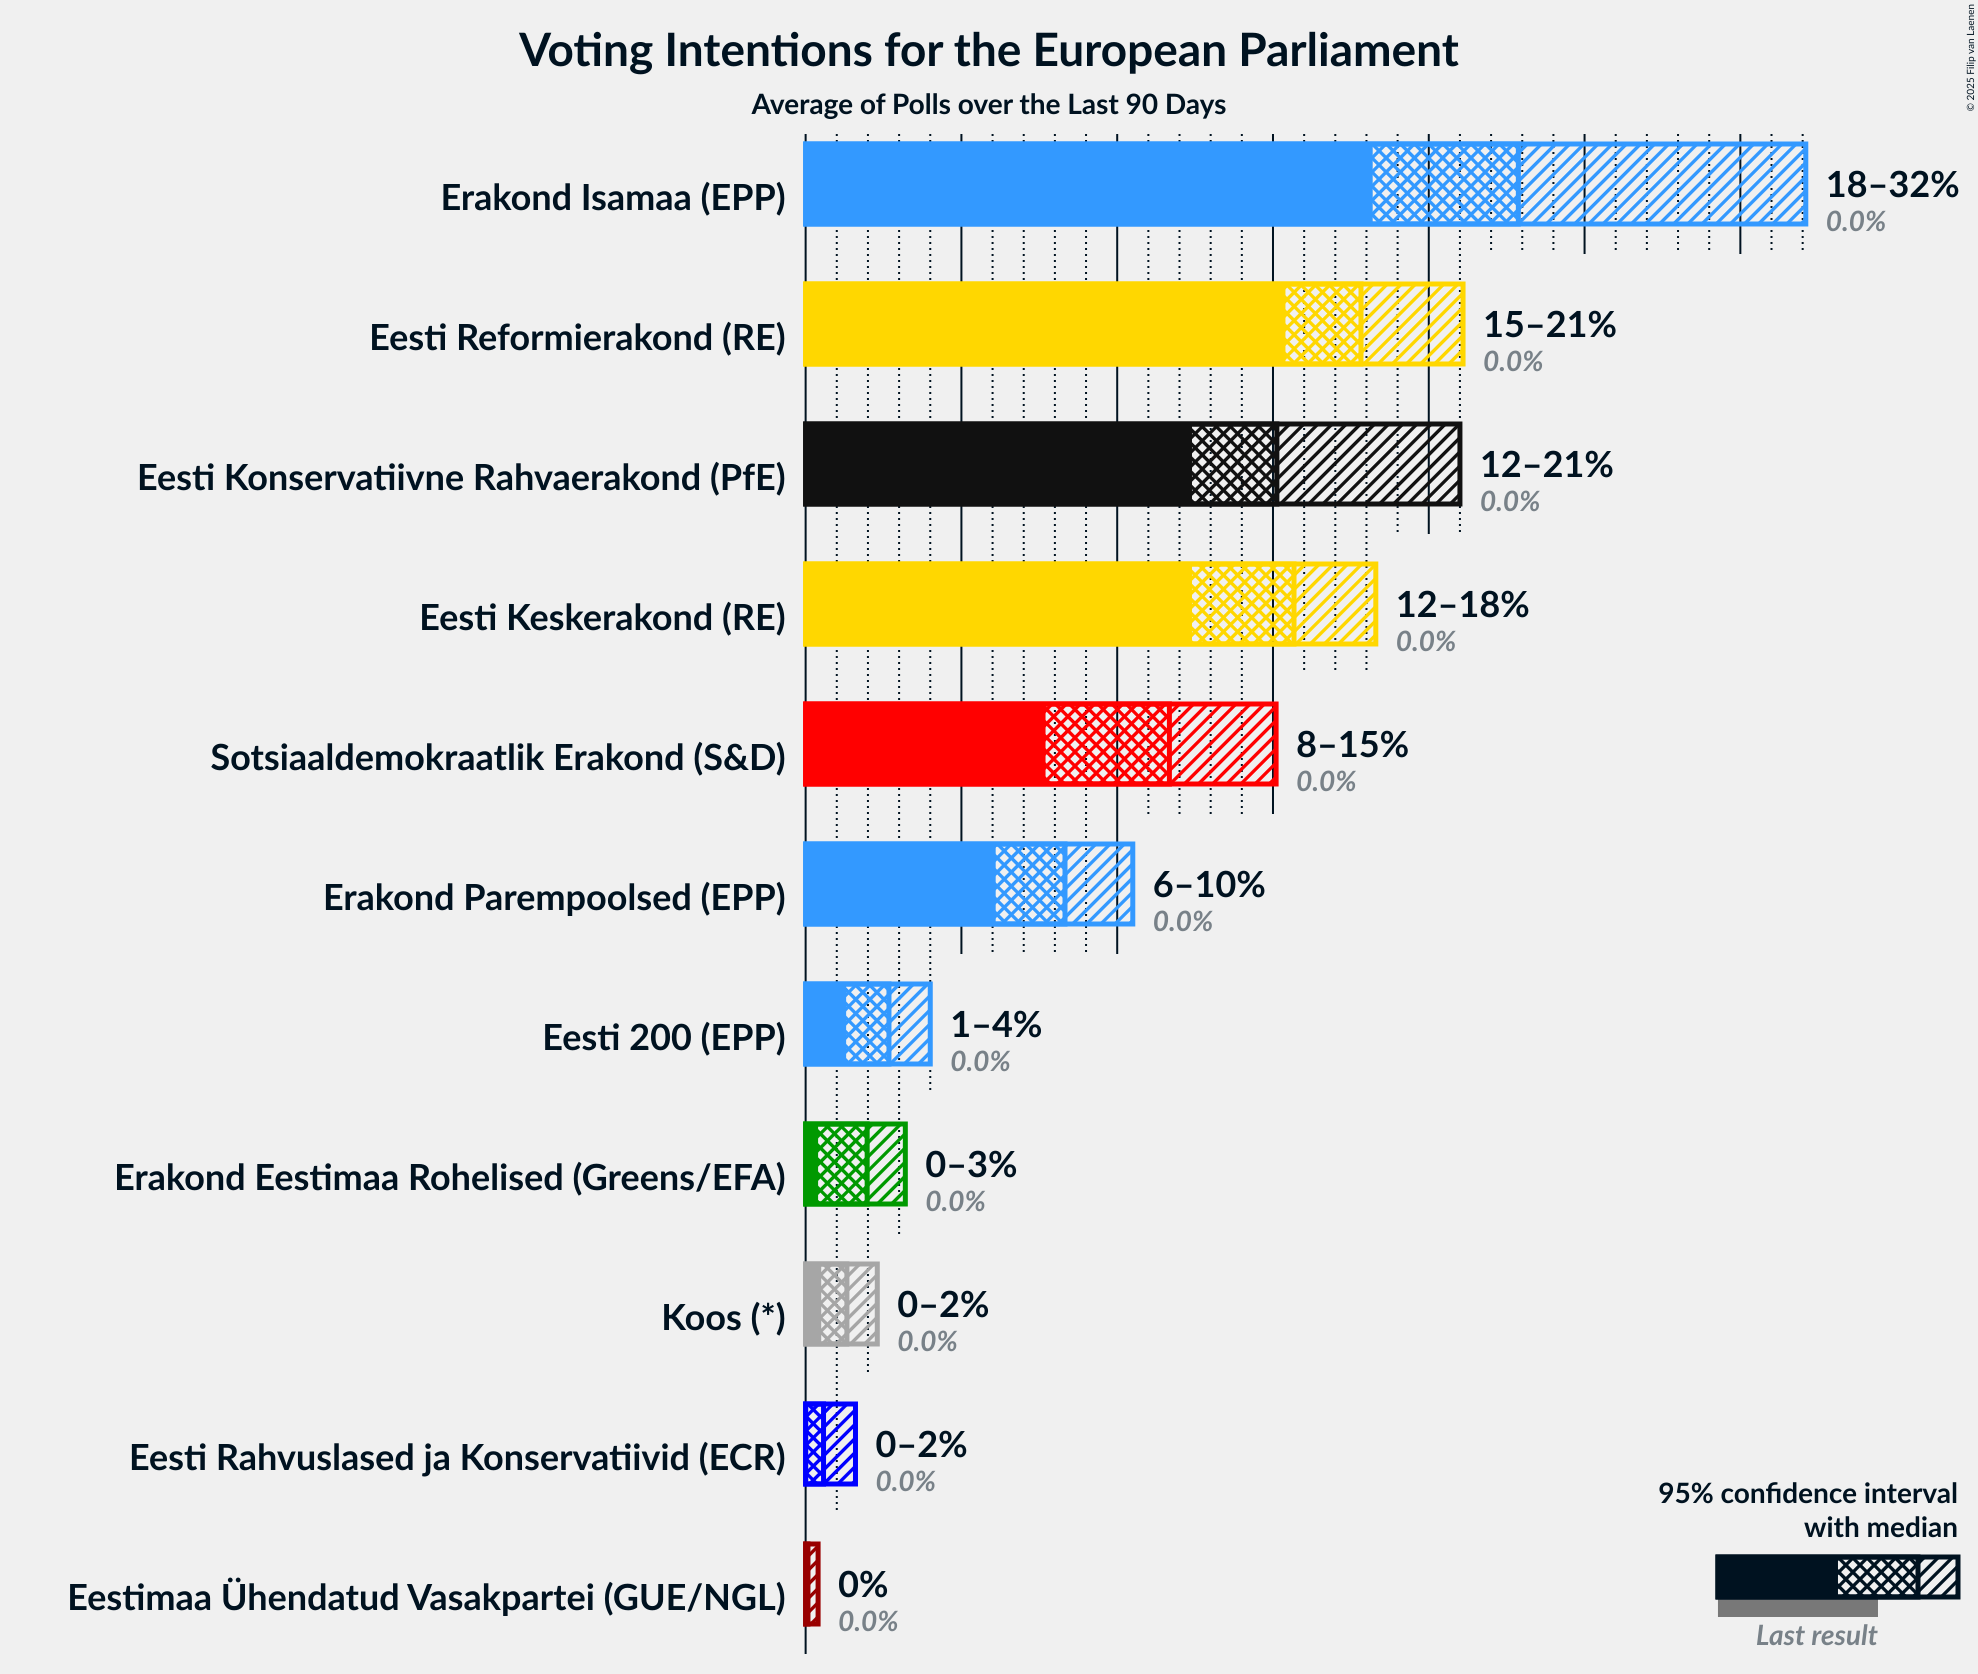 Voting Intentions for the European Parliament
Average of Polls over the Last 90 Days
© 2025 Filip van Laenen
Erakond Isamaa (EPP)
18–32%
0.0%
Eesti Reformierakond (RE)
15–21%
0.0%
Eesti Konservatiivne Rahvaerakond (PfE)
12–21%
0.0%
Eesti Keskerakond (RE)
12–18%
0.0%
Sotsiaaldemokraatlik Erakond (S&D)
8–15%
0.0%
Erakond Parempoolsed (EPP)
6–10%
0.0%
Eesti 200 (EPP)
1–4%
0.0%
Erakond Eestimaa Rohelised (Greens/EFA)
0–3%
0.0%
Koos (*)
0–2%
0.0%
Eesti Rahvuslased ja Konservatiivid (ECR)
0–2%
0.0%
Eestimaa Ühendatud Vasakpartei (GUE/NGL)
0%
0.0%
95% confidence interval
with median
Last result